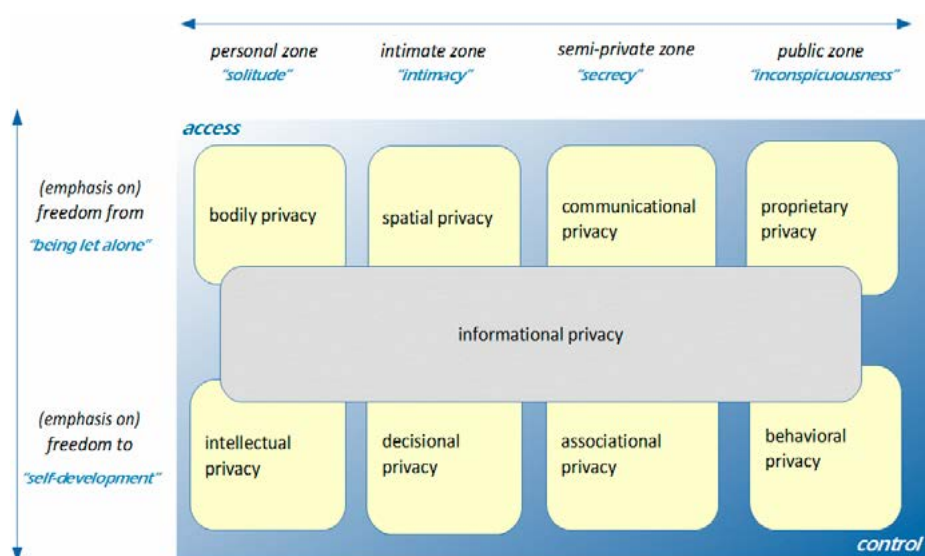 personal zone
"solitude"
intimate zone
"intimacy"
semi-private zone
"secrecy"
public zone
"inconspicuousness"
access
(emphasis on)
freedom from
"being let alone"
bodily privacy
spatial privacy
communicational
privacy
proprietary
privacy
informational privacy
(emphasis on)
freedom to
"self-development"
intellectual
privacy
decisional
privacy
associational
privacy
behavioral
privacy
control